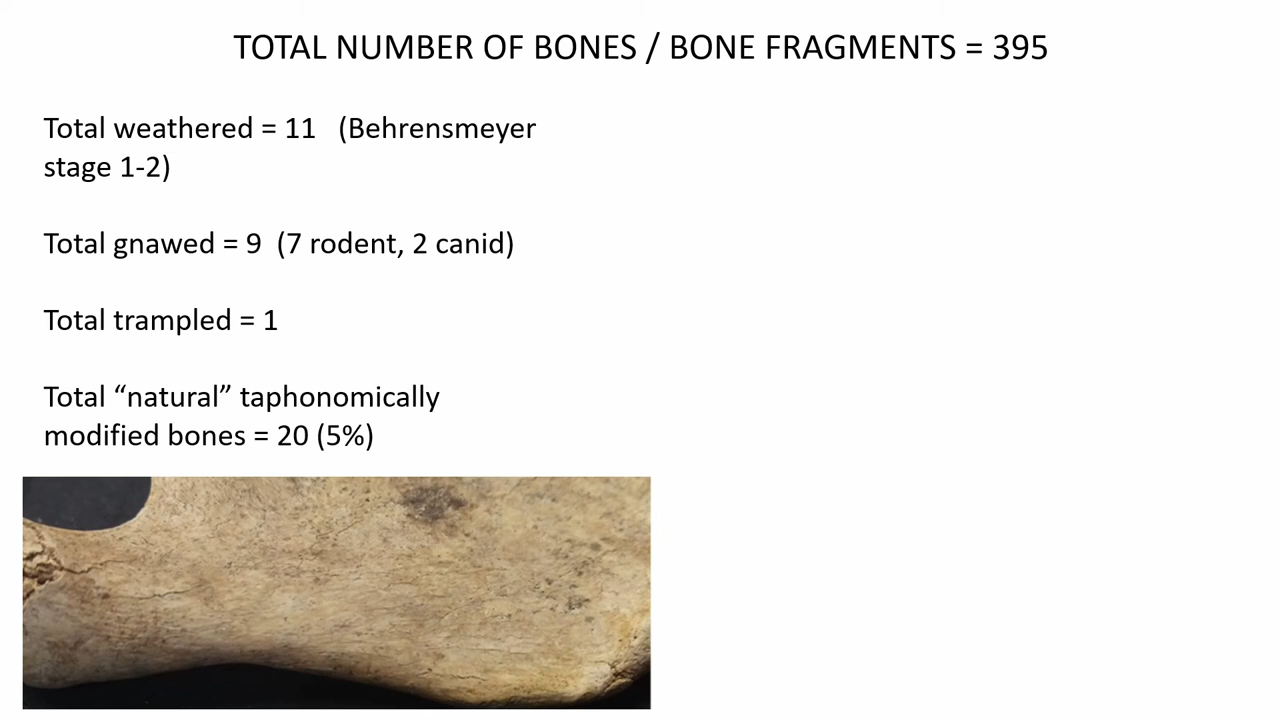 TOTAL NUMBER OF BONES / BONE FRAGMENTS = 395
Total weathered = 11   (Behrensmeyer
stage 1-2)
Total gnawed = 9  (7 rodent, 2 canid)
Total trampled = 1
Total “natural” taphonomically
modified bones = 20 (5%)